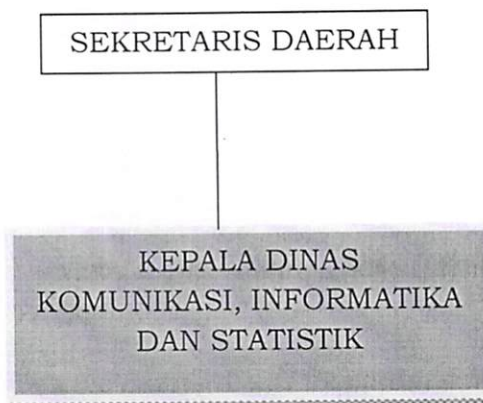 SEKRETARIS DAERAH
KEPALA DINAS
KOMUNIKASI, INFORMATIKA
DAN STATISTIK